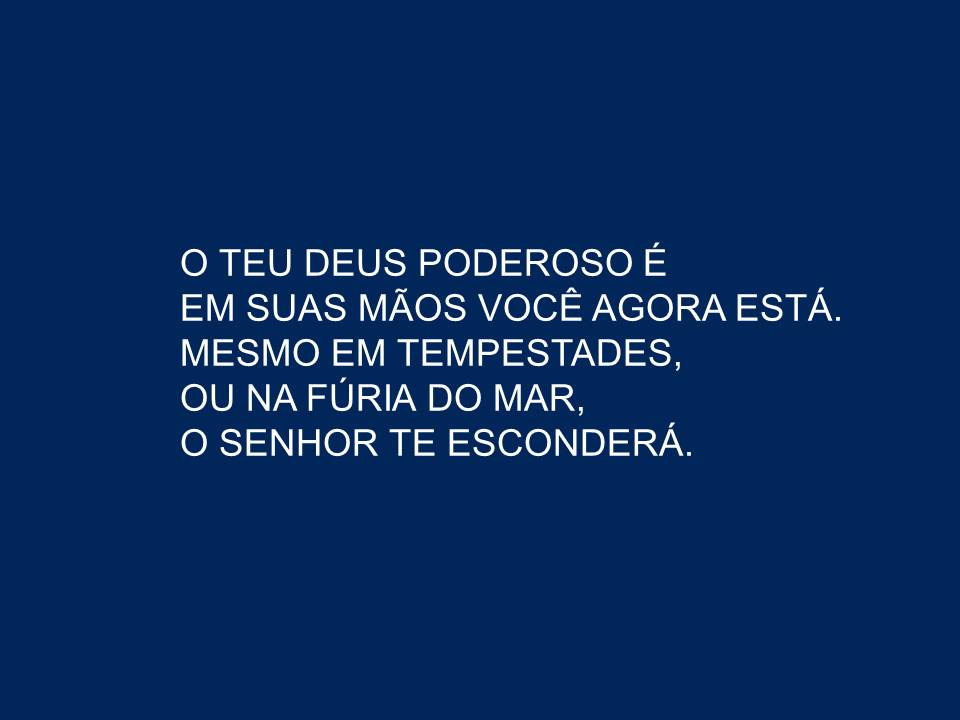 O TEU DEUS PODEROSO É
EM SUAS MÃOS VOCÊ AGORA ESTÁ.
MESMO EM TEMPESTADES,
OU NA FÚRIA DO MAR,
O SENHOR TE ESCONDERÁ.